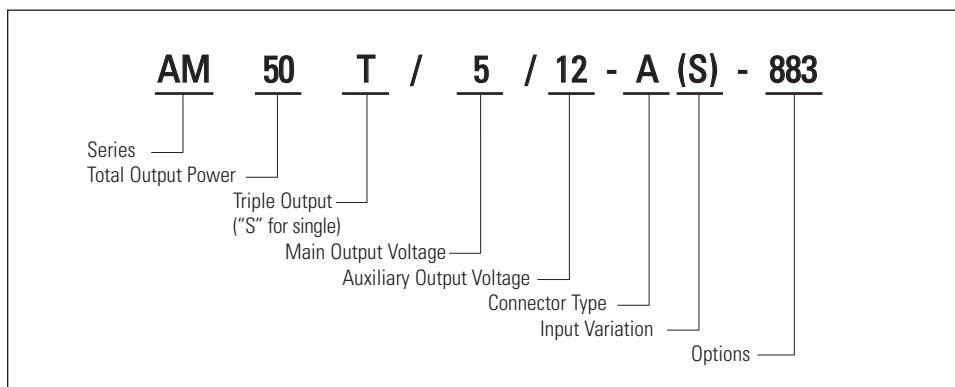 AM 50 T / 5 / 12 - A (S) - 883
Series
Total Output Power
Triple Output
("S" for single)
Main Output Voltage
Auxiliary Output Voltage
Connector Type
Input Variation
Options